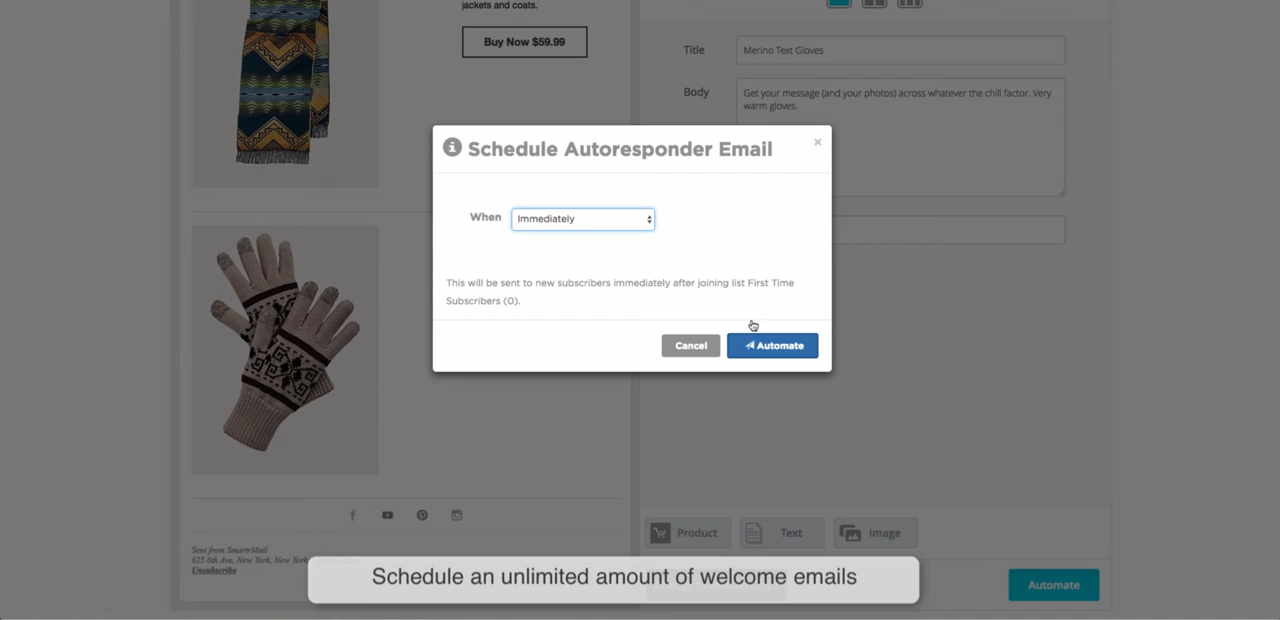 jackets and coats.
Buy Now $59.99
Title
Merino Text Gloves
Body
Get your message (and your photos) across whatever the chill factor. Very
warm gloves.
Schedule Autoresponder Email
×
When
Immediately
This will be sent to new subscribers immediately after joining list First Time
Subscribers (0).
Cancel
Automate
Product
Text
Image
Sent from SmartrMail
625 6th Ave, New York, New York
Unsubscribe
Schedule an unlimited amount of welcome emails
Automate